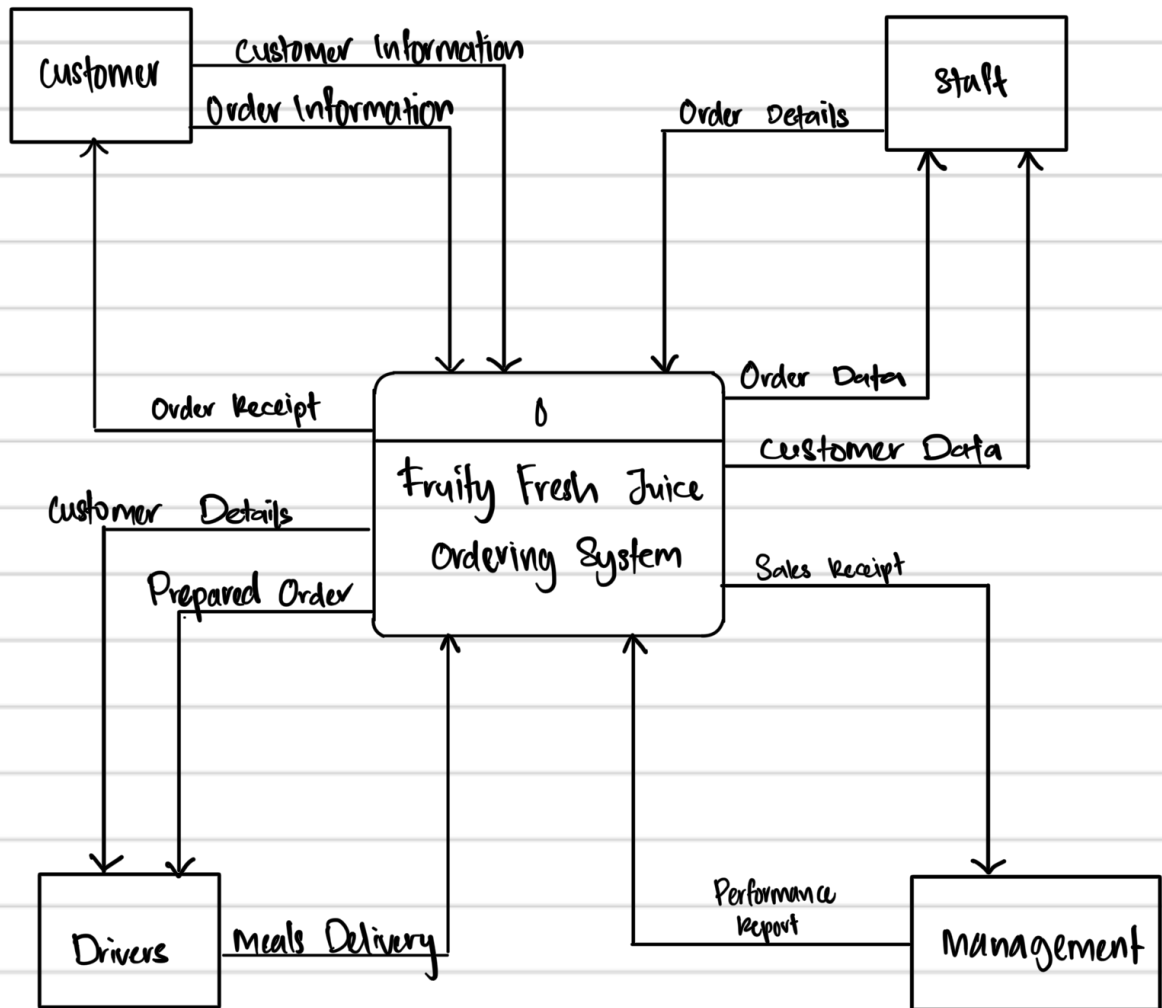 Customer
Customer Information
Order Information
Staff
Order Details
Order Receipt
0
Fruity Fresh Juice
Ordering System
Order Data
Customer Data
Customer Details
Prepared Order
Sales Receipt
Drivers
Meals Delivery
Performance
Report
Management